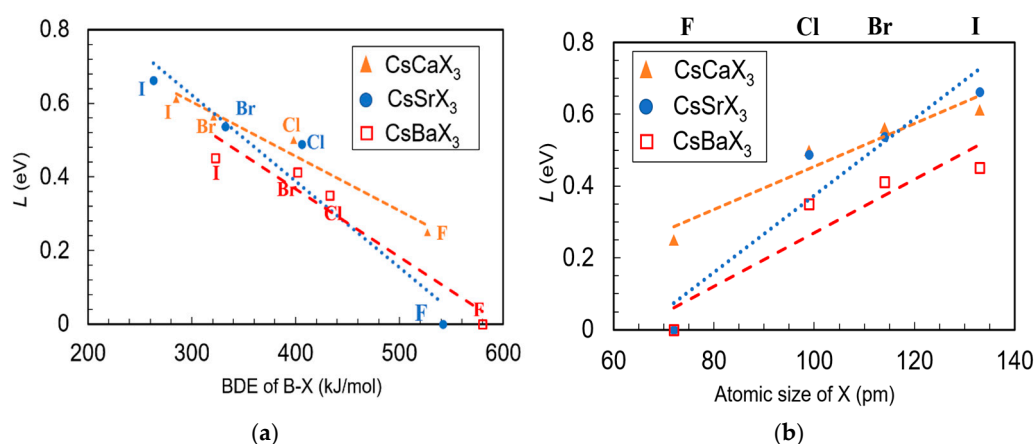 F Cl Br I
0.8
0.6
0.4
0.2
0
L (eV)
CsCaX3
CsSrX3
CsBaX3
I
I
Br
Br
Cl
Cl
I
Br
Cl
F
F
F
200 300 400 500 600
BDE of B-X (kJ/mol)
(a)
0.8
0.6
0.4
0.2
0
L (eV)
CsCaX3
CsSrX3
CsBaX3
60 80 100 120 140
Atomic size of X (pm)
(b)